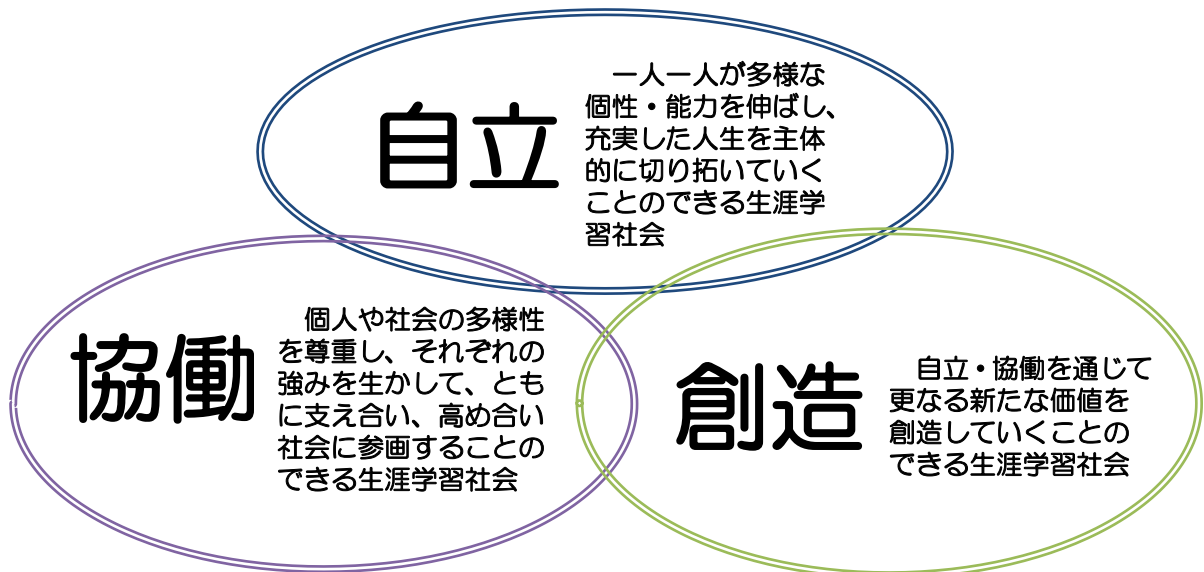 自立
一人一人が多様な
個性・能力を伸ばし、
充実した人生を主体
的に切り拓いていく
ことのできる生涯学
習社会
協働
個人や社会の多様性
を尊重し、それぞれの
強みを生かして、とも
に支え合い、高め合い
社会に参画することの
できる生涯学習社会
創造
自立・協働を通じて
更なる新たな価値を
創造していくことの
できる生涯学習社会